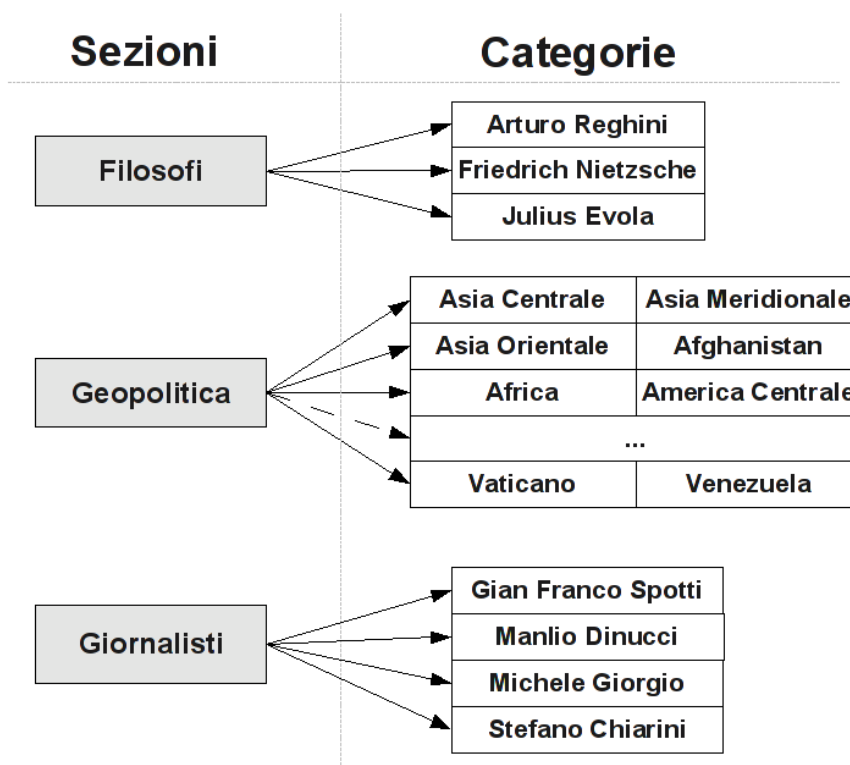 Sezioni Categorie
Filosofi
Arturo Reghini
Friedrich Nietzsche
Julius Evola
Geopolitica
Asia Centrale Asia Meridionale
Asia Orientale Afghanistan
Africa America Centrale
...
Vaticano Venezuela
Giornalisti
Gian Franco Spotti
Manlio Dinucci
Michele Giorgio
Stefano Chiarini